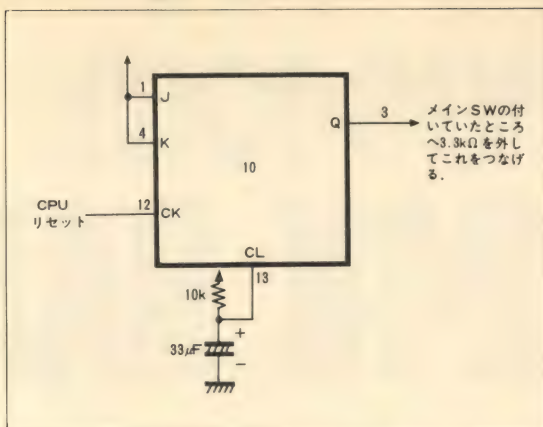 1
J
4
K
Q
3
メインSWの付
いていたところ
へ3.3kΩを外し
てこれをつなげ
る.
10
CPU
リセット
12
CK
CL
13
10k
+
33μF
-